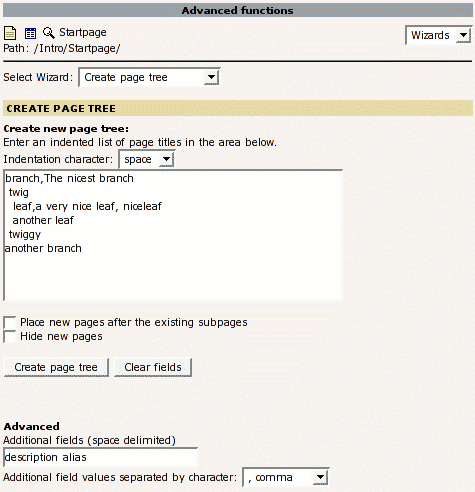 Advanced functions
Startpage
Wizards
Path: /Intro/Startpage/
Select Wizard: Create page tree
CREATE PAGE TREE
Create new page tree:
Enter an indented list of page titles in the area below.
Indentation character: space
branch,The nicest branch
twig
leaf,a very nice leaf, niceleaf
another leaf
twiggy
another branch
Place new pages after the existing subpages
Hide new pages
Create page tree Clear fields
Advanced
Additional fields (space delimited)
description alias
Additional field values separated by character: , comma